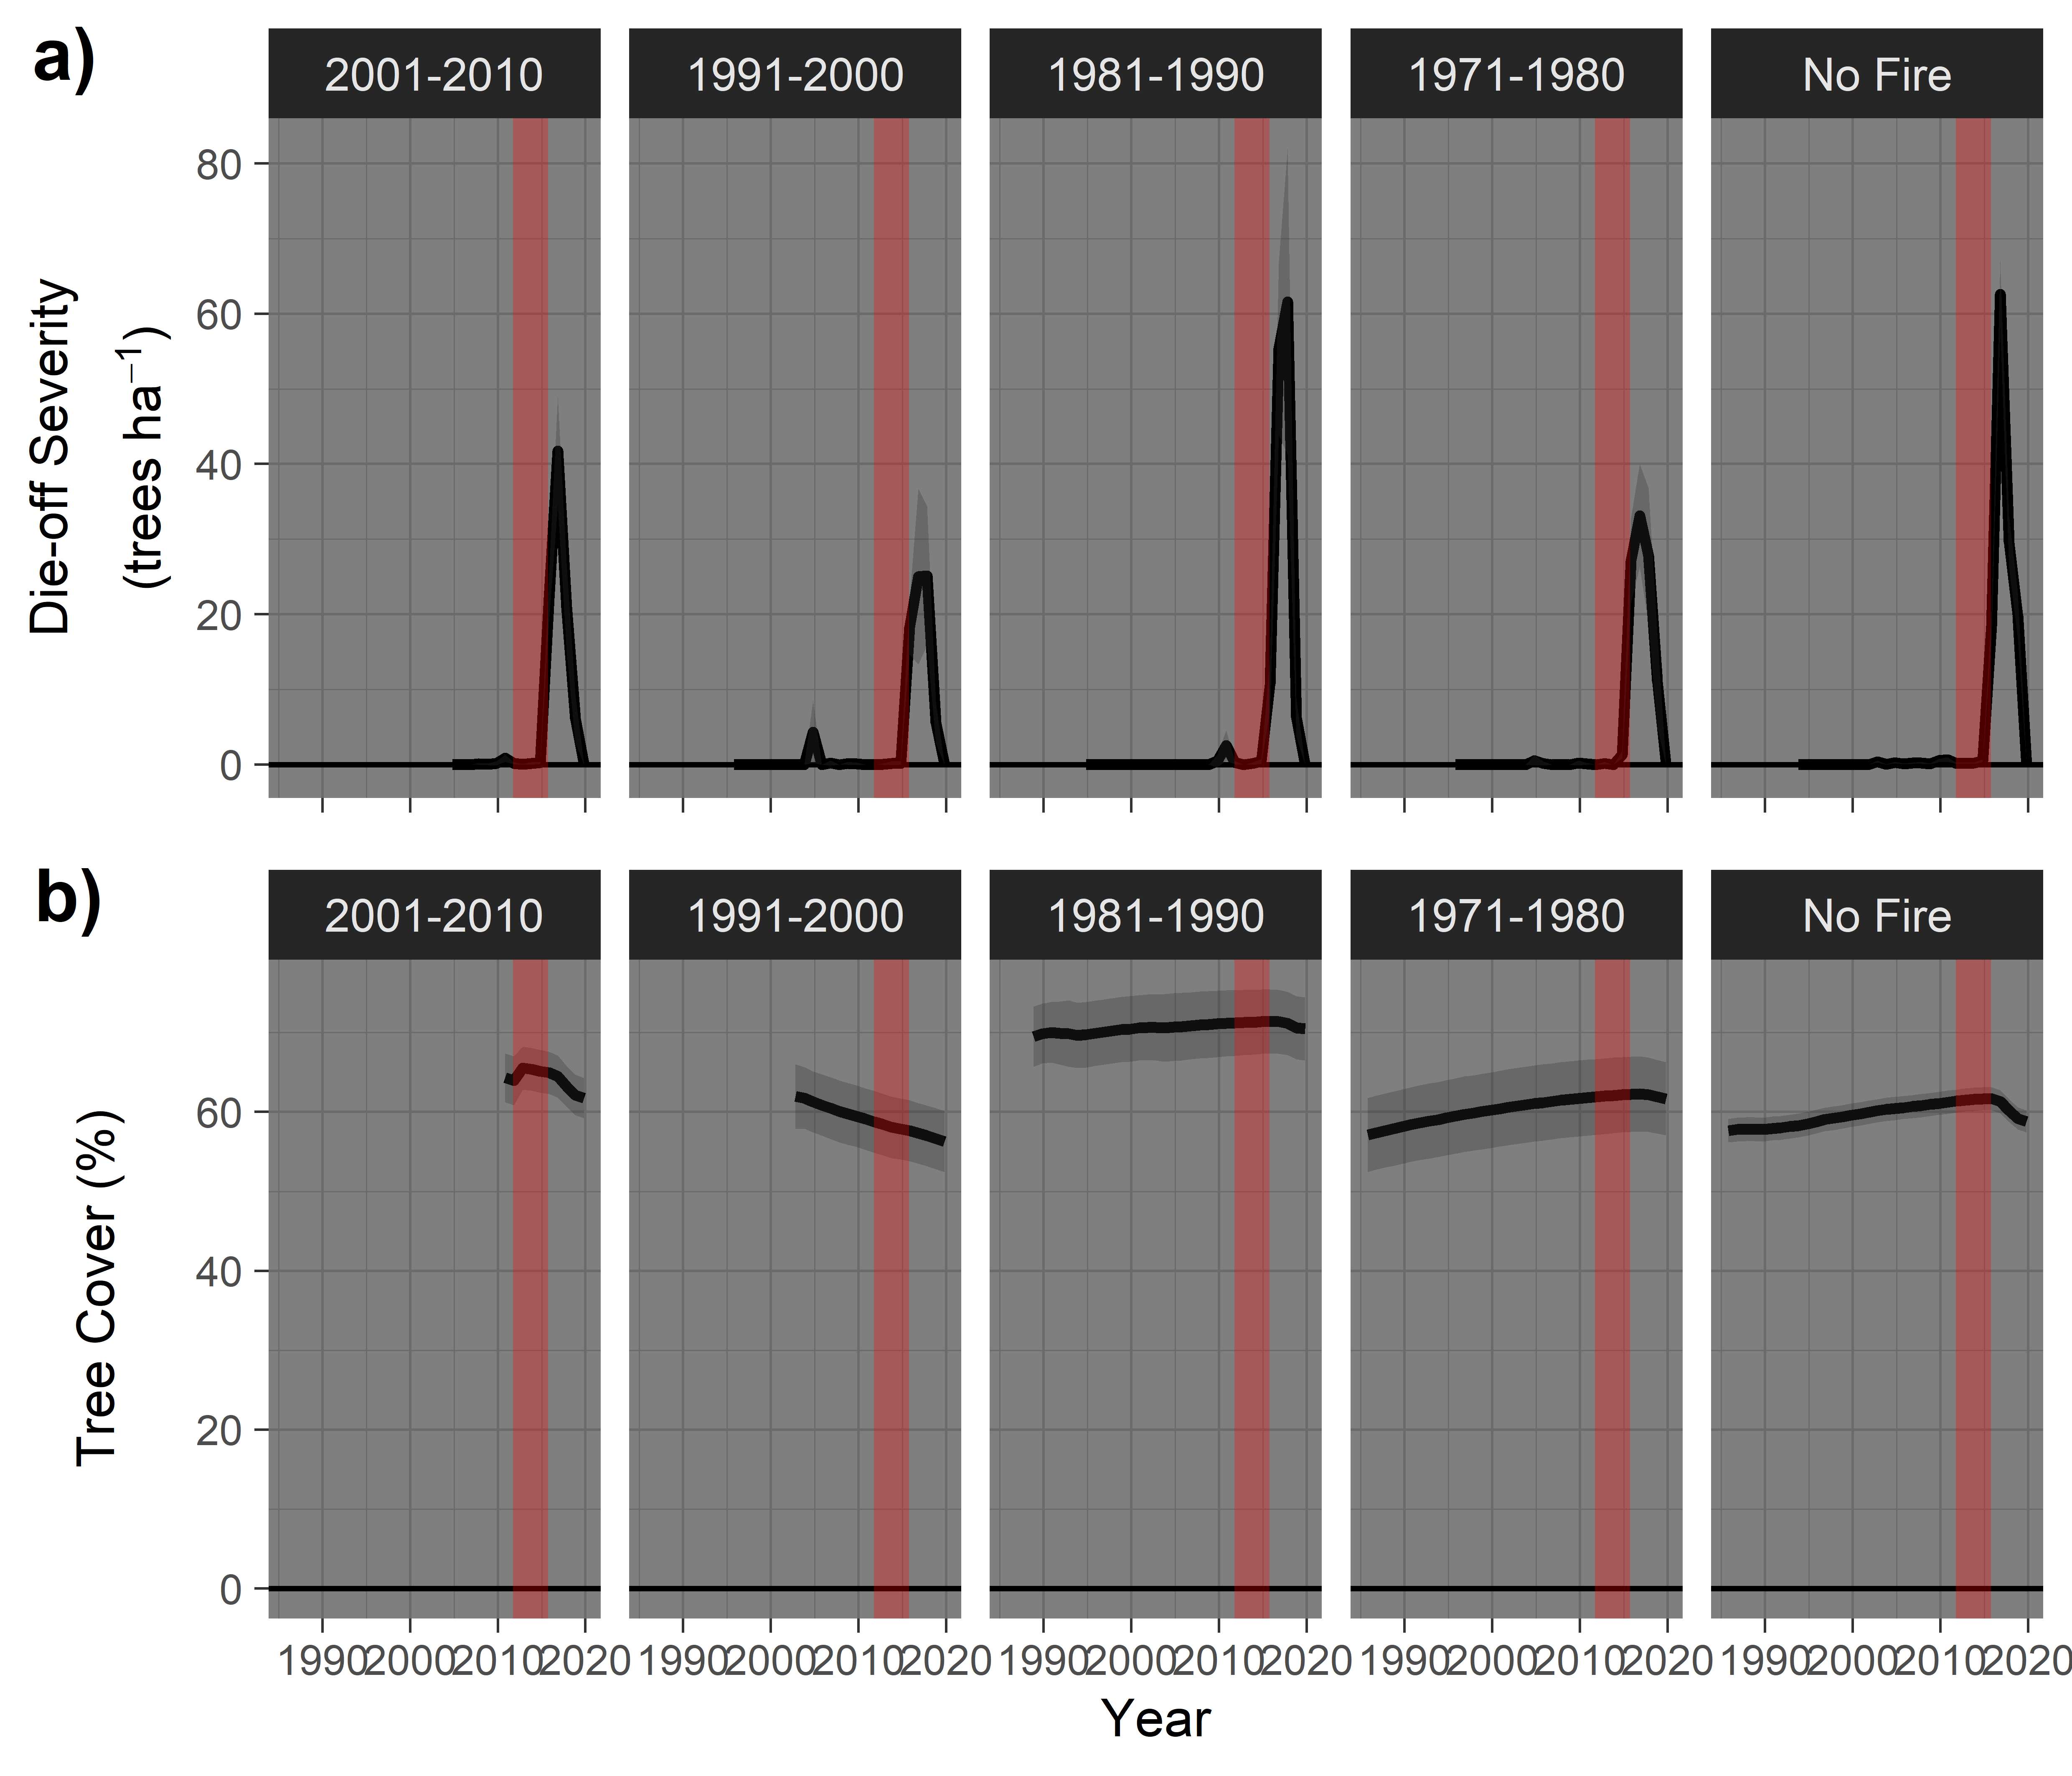 a)
2001-2010 1991-2000 1981-1990 1971-1980 No Fire
Die-off Severity
(trees ha⁻¹)
80
60
40
20
0
b)
2001-2010 1991-2000 1981-1990 1971-1980 No Fire
Tree Cover (%)
60
40
20
0
1990 2000 2010 2020 1990 2000 2010 2020 1990 2000 2010 2020 1990 2000 2010 2020 1990 2000 2010 2020
Year